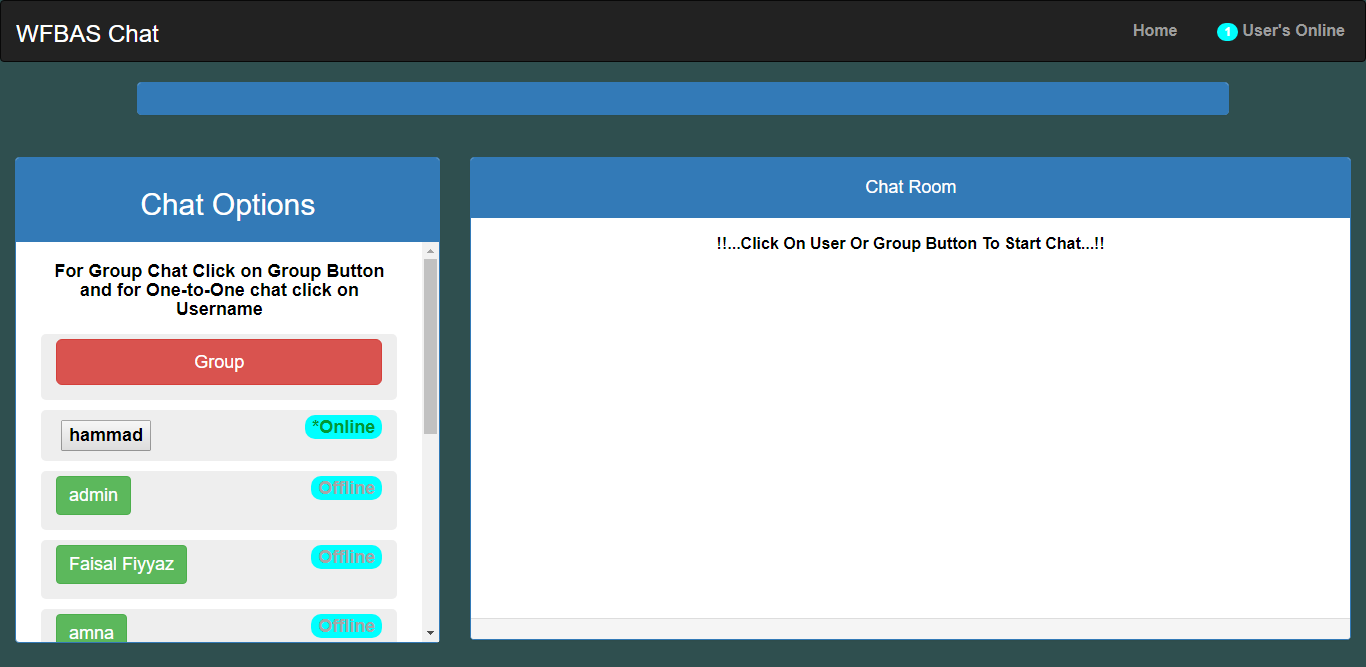 WFBAS Chat
Home
1 User's Online
Chat Options
For Group Chat Click on Group Button
and for One-to-One chat click on
Username
Group
hammad
*Online
admin
Offline
Faisal Fiyyaz
Offline
amna
Offline
Chat Room
!!...Click On User Or Group Button To Start Chat...!!